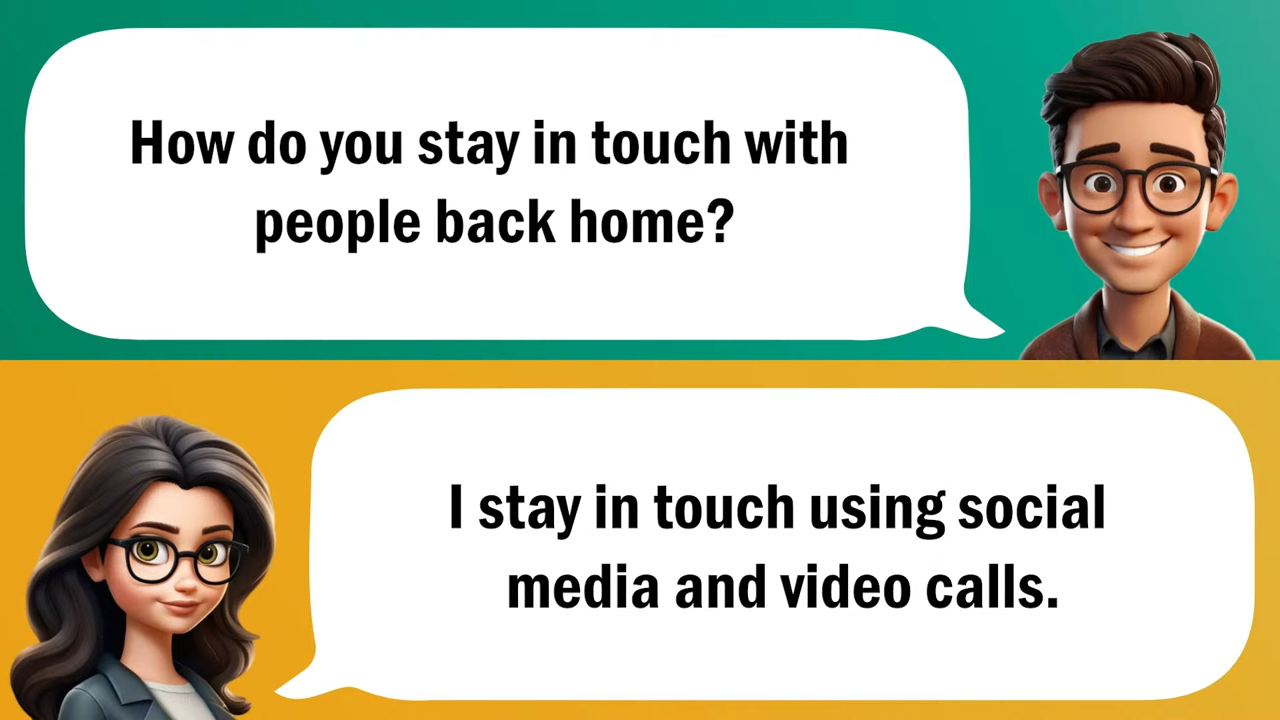 How do you stay in touch with
people back home?
I stay in touch using social
media and video calls.